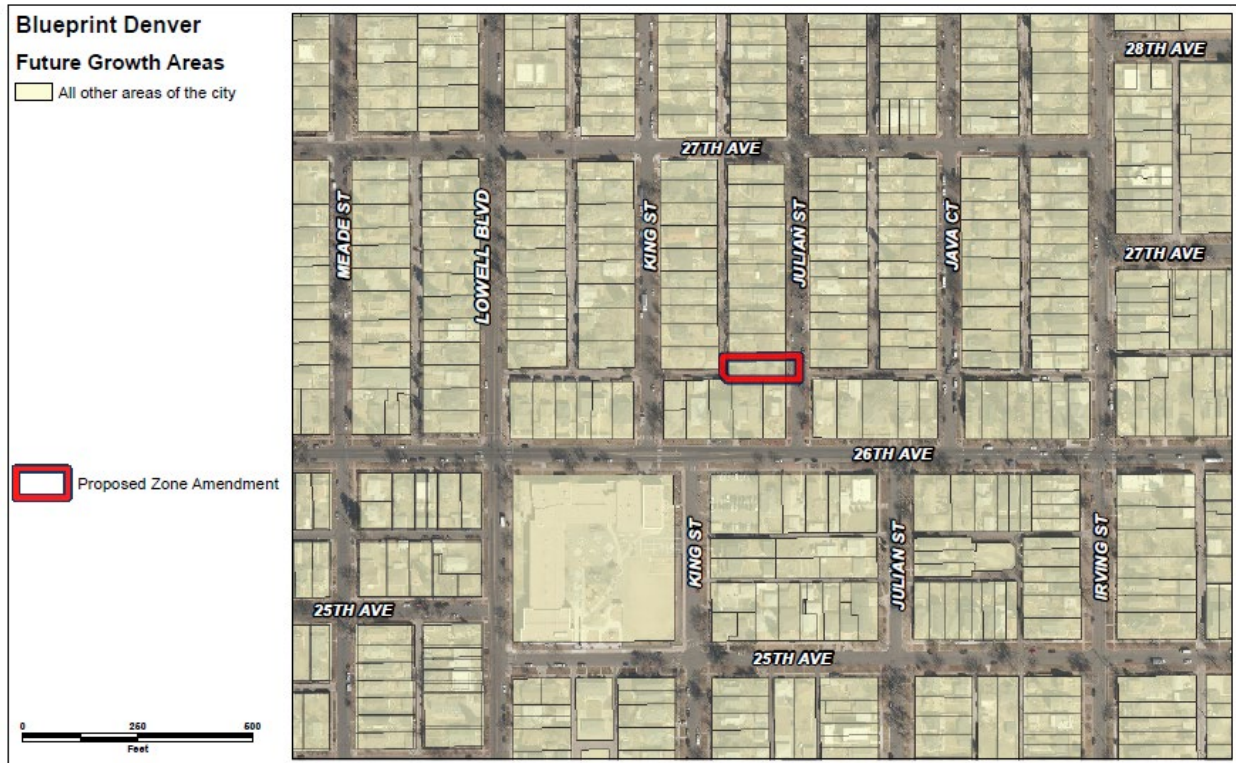 Blueprint Denver
Future Growth Areas
All other areas of the city
Proposed Zone Amendment
0 250 500
Feet
28TH AVE
27TH AVE
MEADE ST
LOWELL BLVD
KING ST
JULIAN ST
JAVA CT
27TH AVE
26TH AVE
KING ST
JULIAN ST
IRVING ST
25TH AVE
25TH AVE